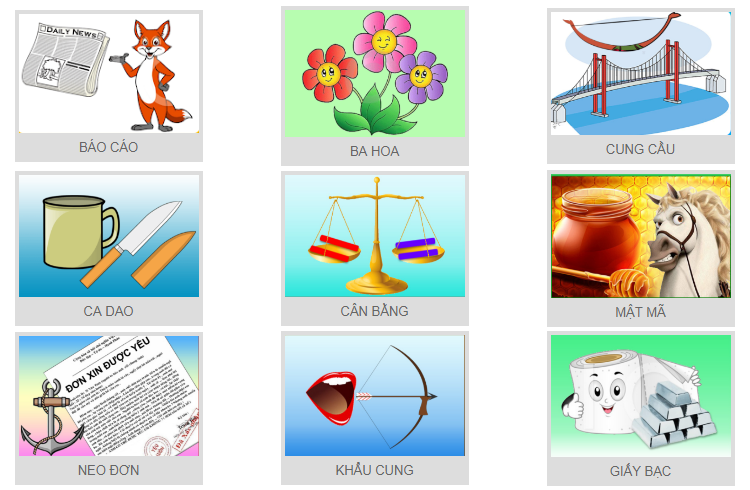 DAILY NEWS
BÁO CÁO
BA HOA
CUNG CẦU
CA DAO
CÂN BẰNG
MẬT MÃ
ĐƠN XIN ĐƯỢC YÊU
NEO ĐƠN
KHẨU CUNG
GIẤY BẠC